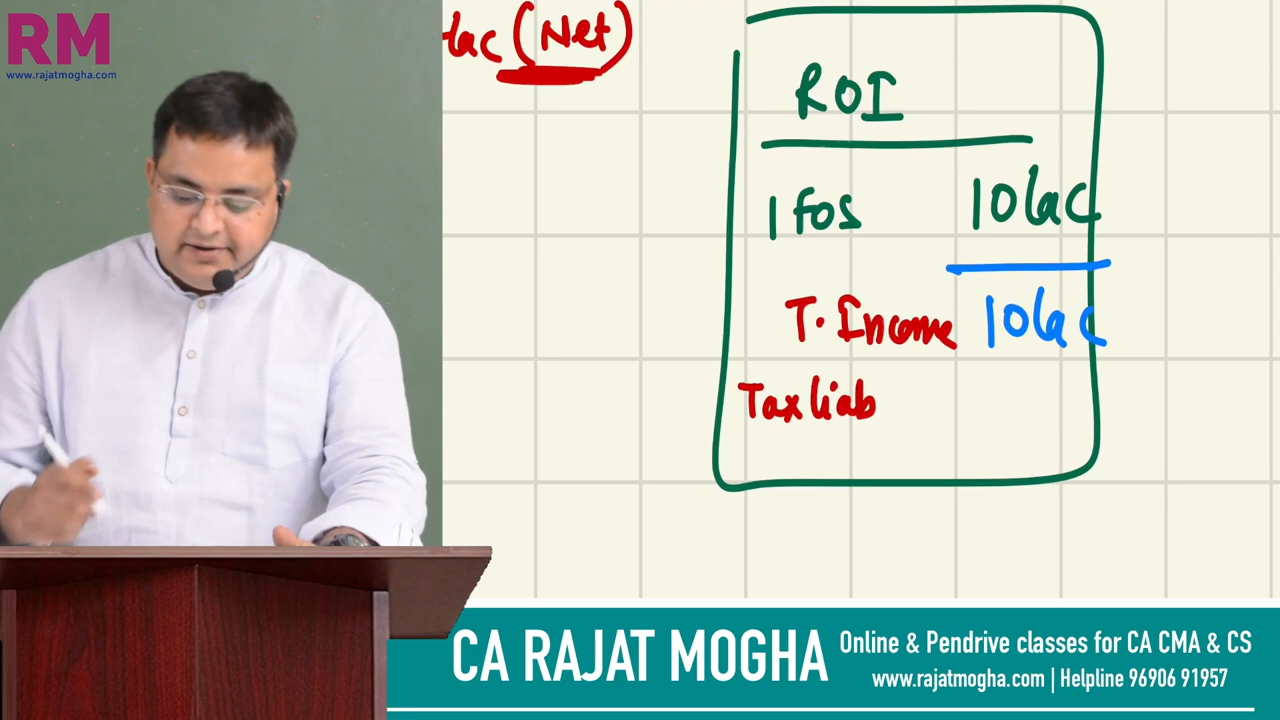 RM
www.rajatmogha.com
lac (Net)
ROI
IFOS 10lac
T. Income 10lac
Tax liab
CA RAJAT MOGHA
Online & Pendrive classes for CA CMA & CS
www.rajatmogha.com | Helpline 96906 91957